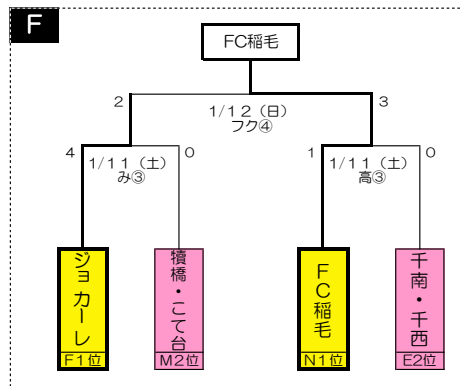 F
FC稲毛
2
3
1/12（日）
フク④
4
0
1
0
1/11（土）
み③
1/11（土）
高③
ジョカーレ
犢橋・こて台
FC稲毛
千南・千西
F1位
M2位
N1位
E2位